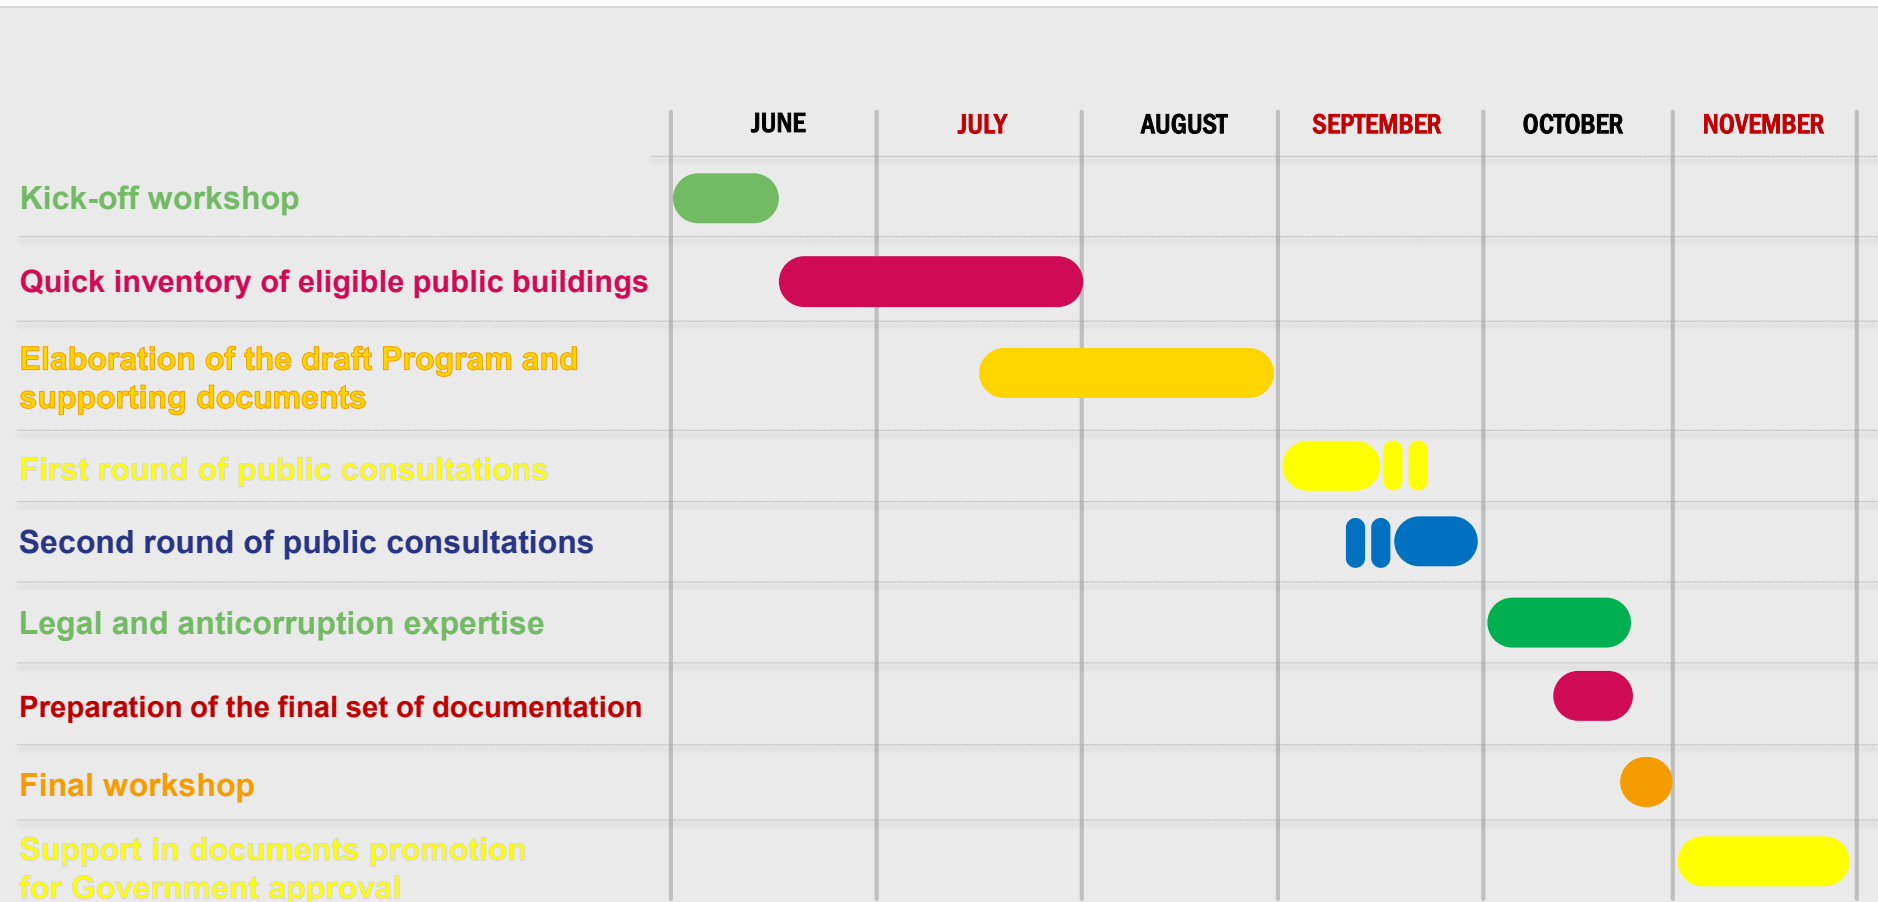 JUNE JULY AUGUST SEPTEMBER OCTOBER NOVEMBER
Kick-off workshop
Quick inventory of eligible public buildings
Elaboration of the draft Program and
supporting documents
First round of public consultations
Second round of public consultations
Legal and anticorruption expertise
Preparation of the final set of documentation
Final workshop
Support in documents promotion
for Government approval